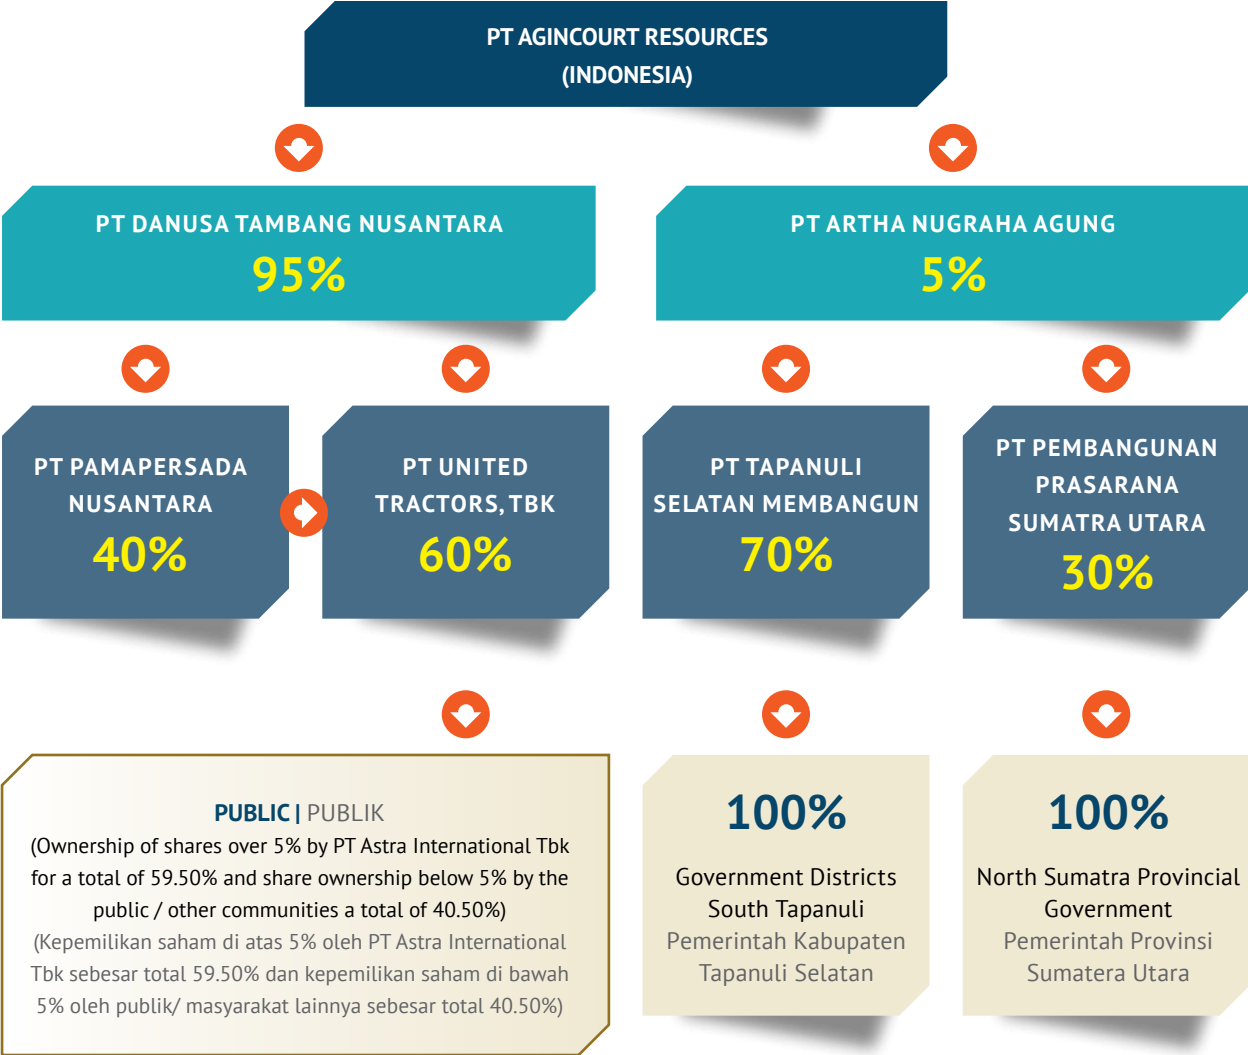 PT AGINCOURT RESOURCES
(INDONESIA)
PT DANUSA TAMBANG NUSANTARA
95%
PT ARTHA NUGRAHA AGUNG
5%
PT PAMAPERSADA
NUSANTARA
40%
PT UNITED
TRACTORS, TBK
60%
PT TAPANULI
SELATAN MEMBANGUN
70%
PT PEMBANGUNAN
PRASARANA
SUMATRA UTARA
30%
PUBLIC | PUBLIK
(Ownership of shares over 5% by PT Astra International Tbk
for a total of 59.50% and share ownership below 5% by the
public / other communities a total of 40.50%)
(Kepemilikan saham di atas 5% oleh PT Astra International
Tbk sebesar total 59.50% dan kepemilikan saham di bawah
5% oleh publik/ masyarakat lainnya sebesar total 40.50%)
100%
Government Districts
South Tapanuli
Pemerintah Kabupaten
Tapanuli Selatan
100%
North Sumatra Provincial
Government
Pemerintah Provinsi
Sumatera Utara